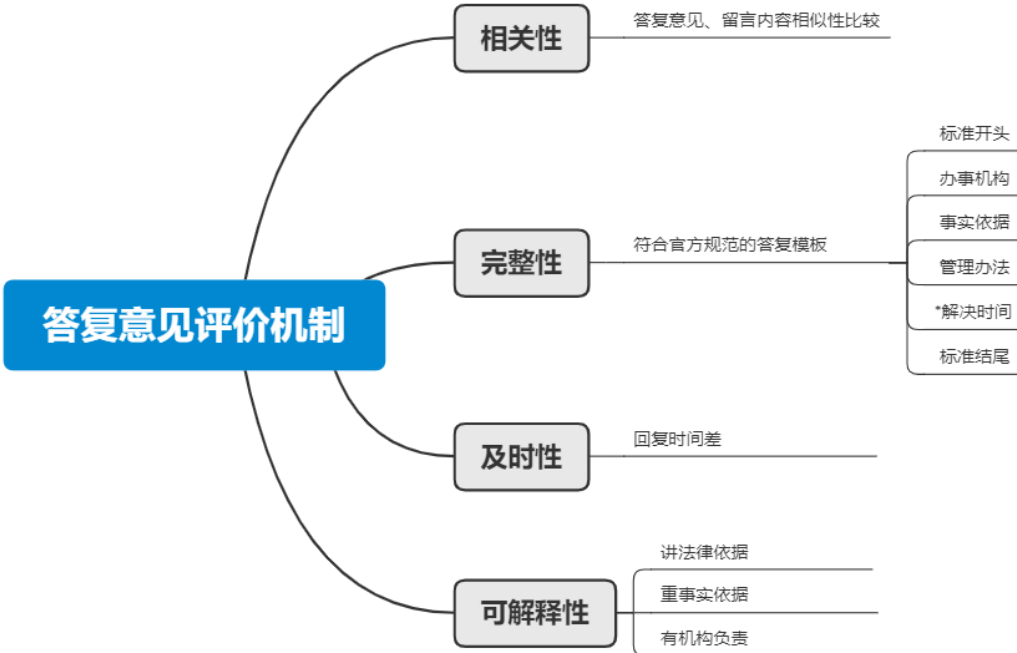 答复意见评价机制
相关性
答复意见、留言内容相似性比较
完整性
符合官方规范的答复模板
标准开头
办事机构
事实依据
管理办法
*解决时间
标准结尾
及时性
回复时间差
可解释性
讲法律依据
重事实依据
有机构负责